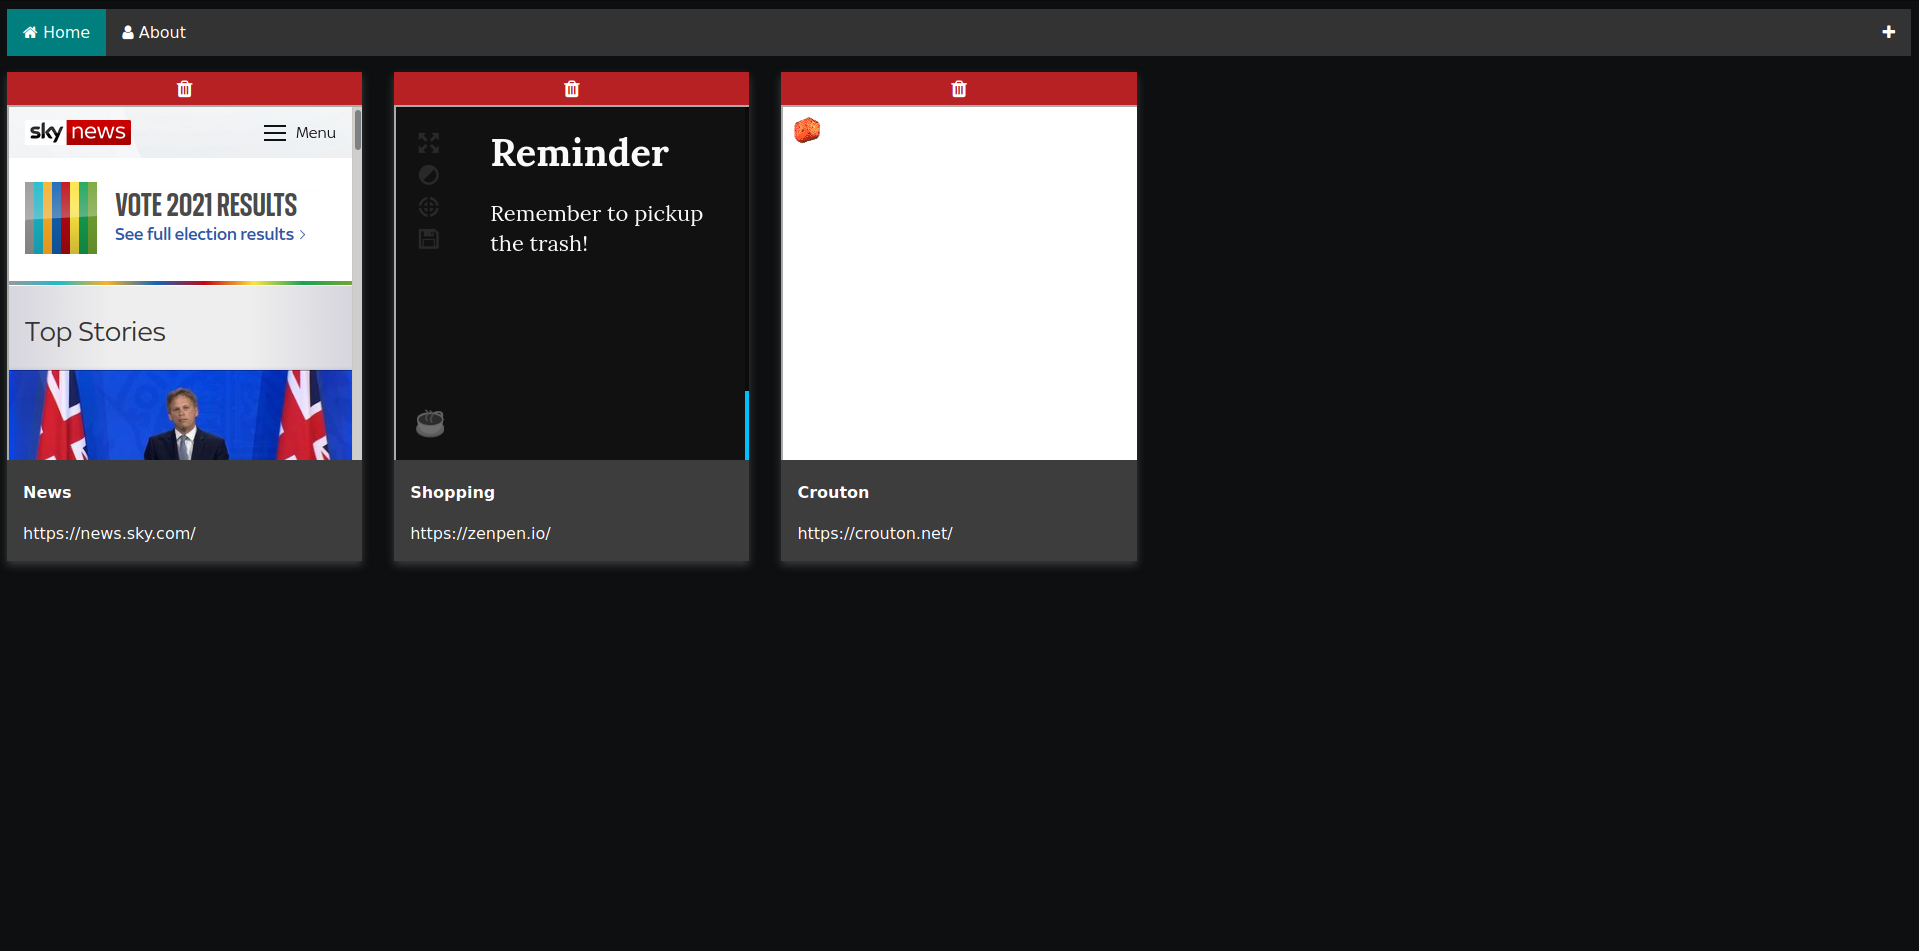 Home About
sky news Menu
VOTE 2021 RESULTS
See full election results
Top Stories
News
https://news.sky.com/
Reminder
Remember to pickup
the trash!
Shopping
https://zenpen.io/
Crouton
https://crouton.net/